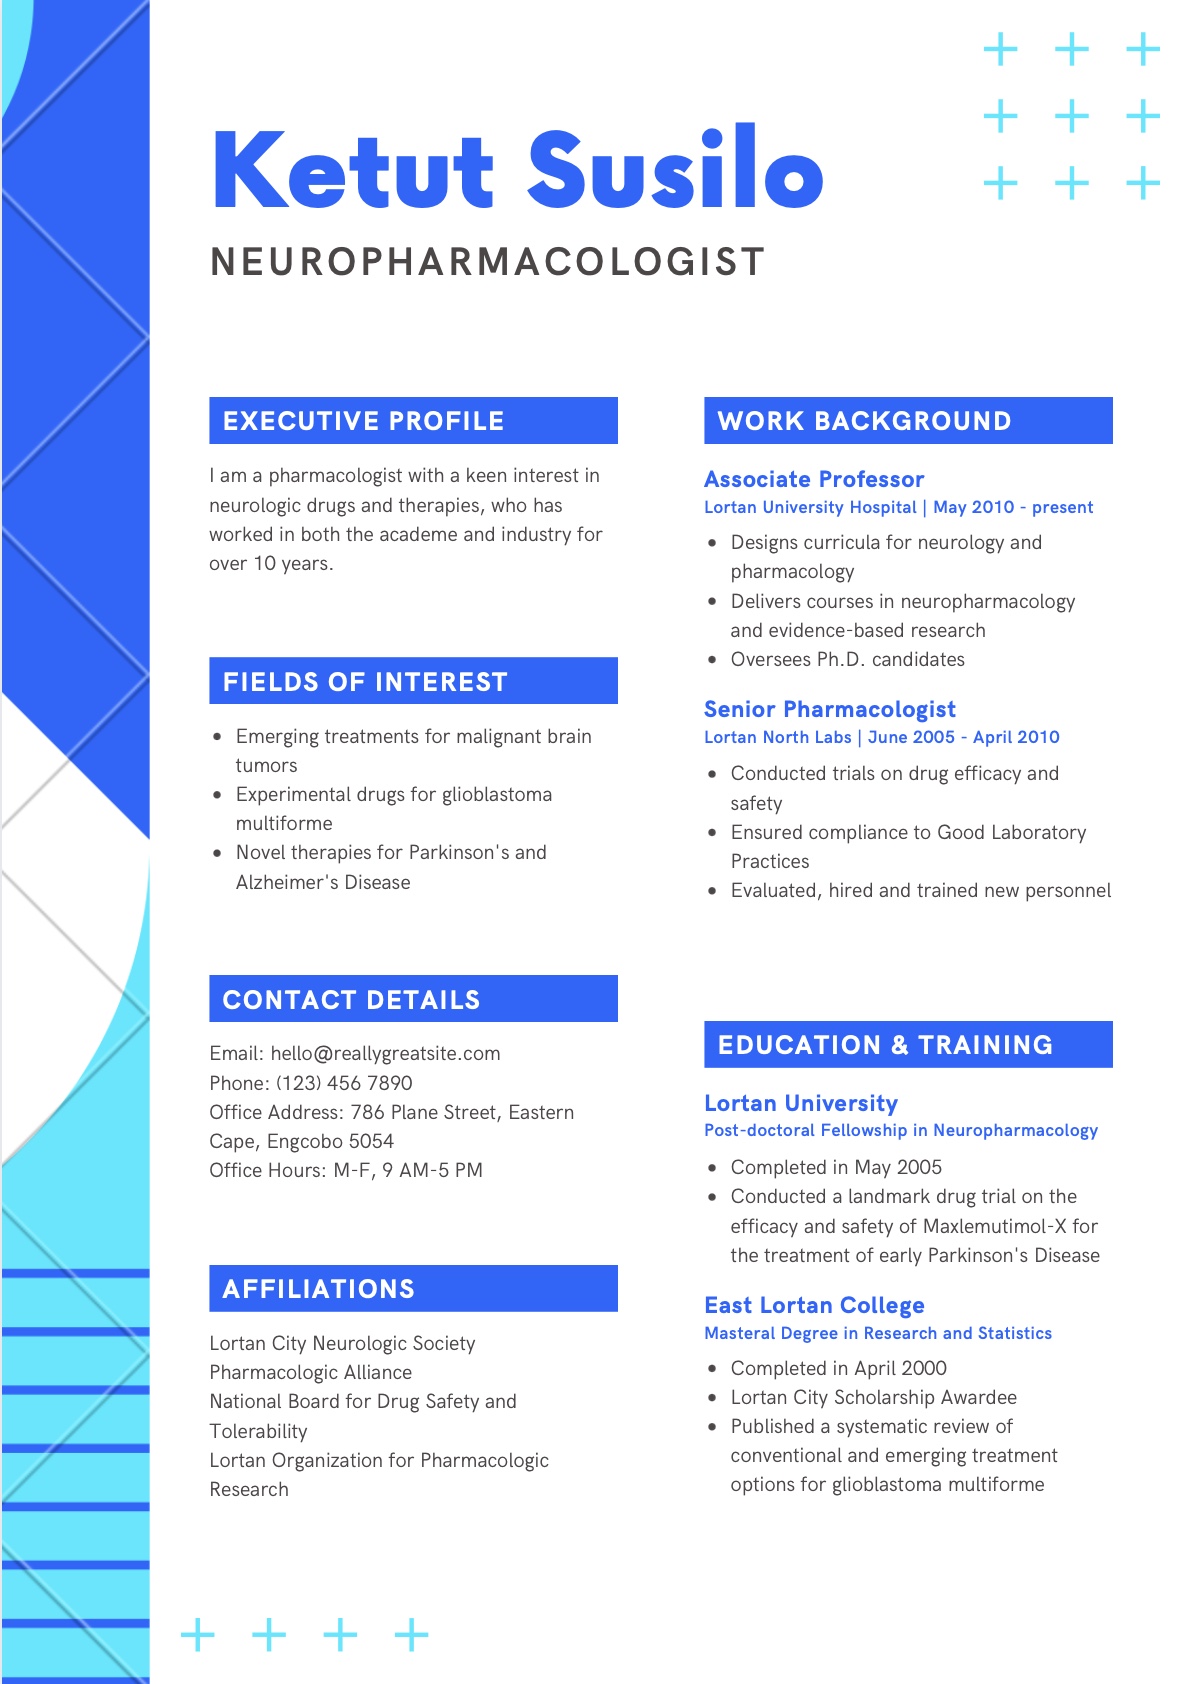 Ketut Susilo
NEUROPHARMACOLOGIST
EXECUTIVE PROFILE
I am a pharmacologist with a keen interest in
neurologic drugs and therapies, who has
worked in both the academe and industry for
over 10 years.
FIELDS OF INTEREST
• Emerging treatments for malignant brain
tumors
• Experimental drugs for glioblastoma
multiforme
• Novel therapies for Parkinson's and
Alzheimer's Disease
CONTACT DETAILS
Email: hello@reallygreatsite.com
Phone: (123) 456 7890
Office Address: 786 Plane Street, Eastern
Cape, Engcobo 5054
Office Hours: M-F, 9 AM-5 PM
AFFILIATIONS
Lortan City Neurologic Society
Pharmacologic Alliance
National Board for Drug Safety and
Tolerability
Lortan Organization for Pharmacologic
Research
WORK BACKGROUND
Associate Professor
Lortan University Hospital | May 2010 - present
• Designs curricula for neurology and
pharmacology
• Delivers courses in neuropharmacology
and evidence-based research
• Oversees Ph.D. candidates
Senior Pharmacologist
Lortan North Labs | June 2005 - April 2010
• Conducted trials on drug efficacy and
safety
• Ensured compliance to Good Laboratory
Practices
• Evaluated, hired and trained new personnel
EDUCATION & TRAINING
Lortan University
Post-doctoral Fellowship in Neuropharmacology
• Completed in May 2005
• Conducted a landmark drug trial on the
efficacy and safety of Maxlemutimol-X for
the treatment of early Parkinson's Disease
East Lortan College
Masteral Degree in Research and Statistics
• Completed in April 2000
• Lortan City Scholarship Awardee
• Published a systematic review of
conventional and emerging treatment
options for glioblastoma multiforme